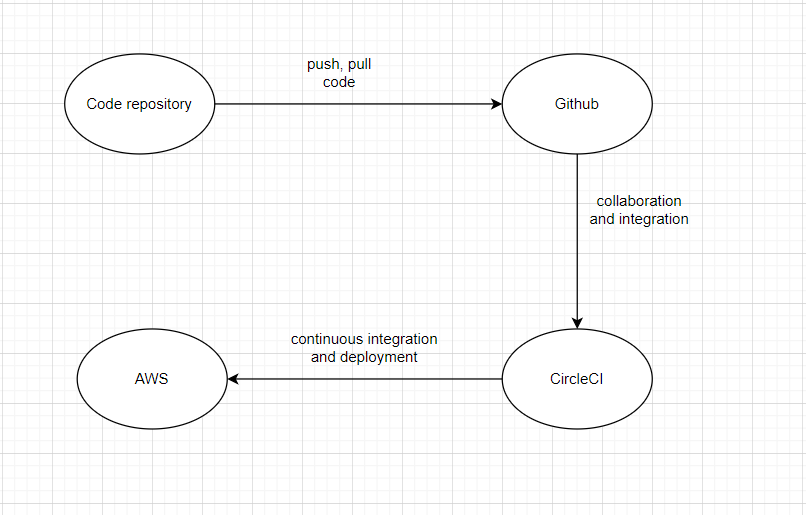 push, pull
code
Code repository
Github
collaboration
and integration
continuous integration
and deployment
AWS
CircleCI